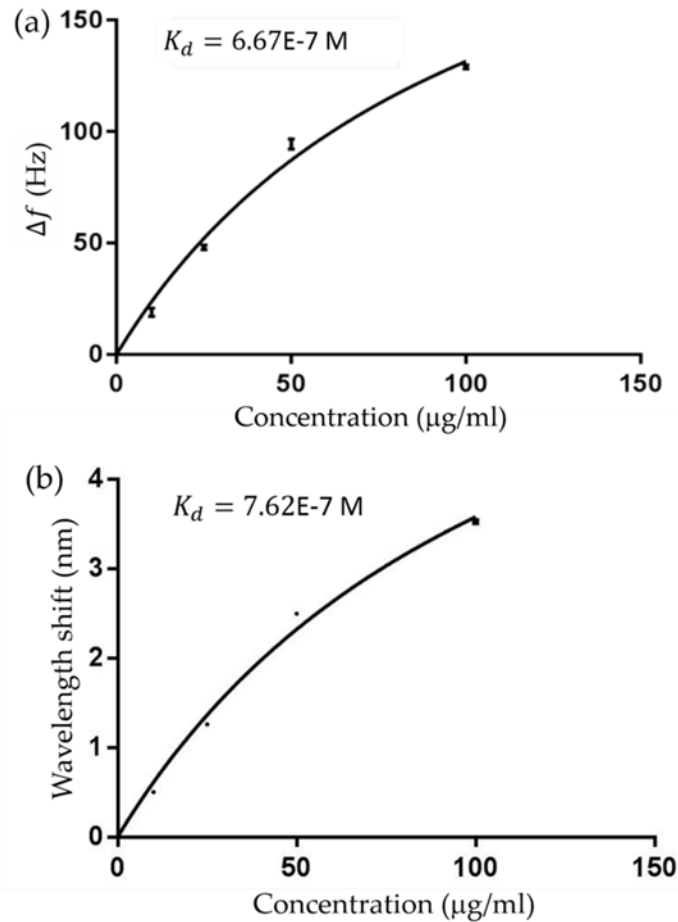 (a)
K_d = 6.67E-7 M
Δf (Hz)
150
100
50
0
0 50 100 150
Concentration (μg/ml)
(b)
K_d = 7.62E-7 M
Wavelength shift (nm)
4
3
2
1
0
0 50 100 150
Concentration (μg/ml)